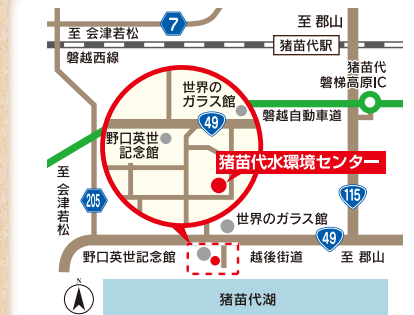 7
至 郡山
至 会津若松
猪苗代駅
磐越西線
猪苗代
磐梯高原IC
世界の
ガラス館
磐越自動車道
49
野口英世
記念館
猪苗代水環境センター
至 会津若松
205
115
世界のガラス館
49
野口英世記念館
越後街道
至 郡山
N
猪苗代湖